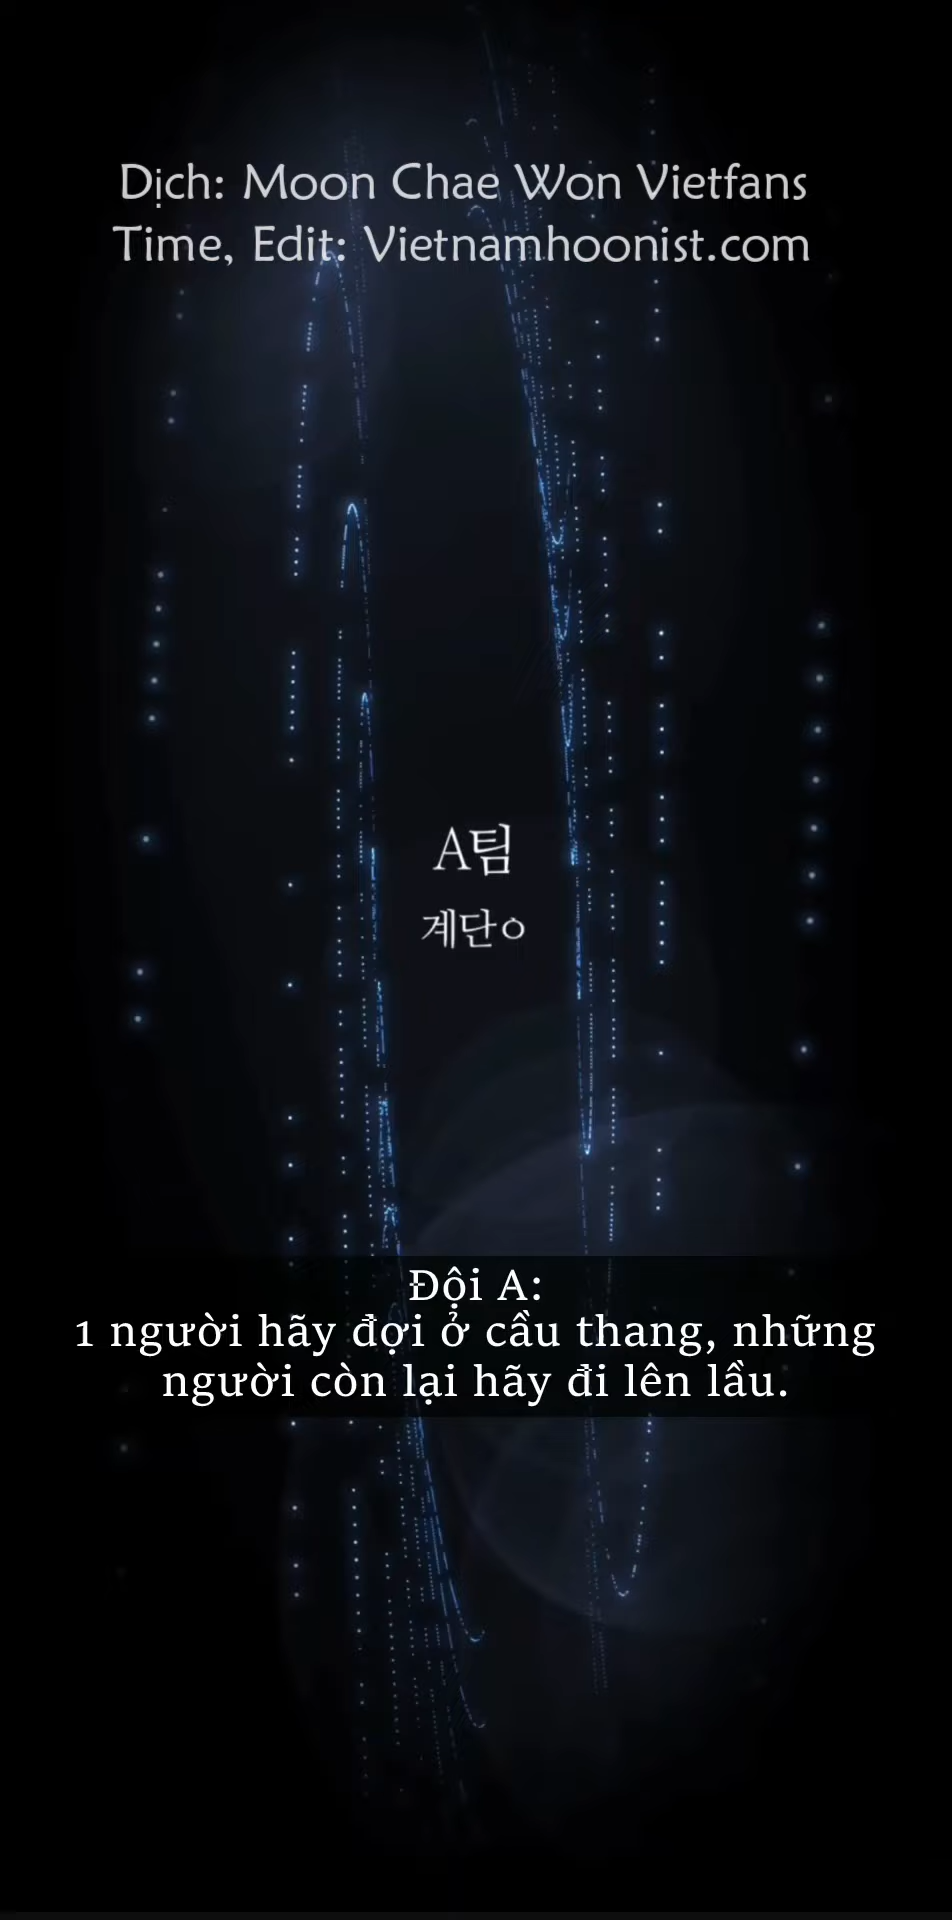 Dịch: Moon Chae Won Vietfans
Time, Edit: Vietnamhoonist.com
A팀
계단ㅇ
Đội A:
1 người hãy đợi ở cầu thang, những
người còn lại hãy đi lên lầu.